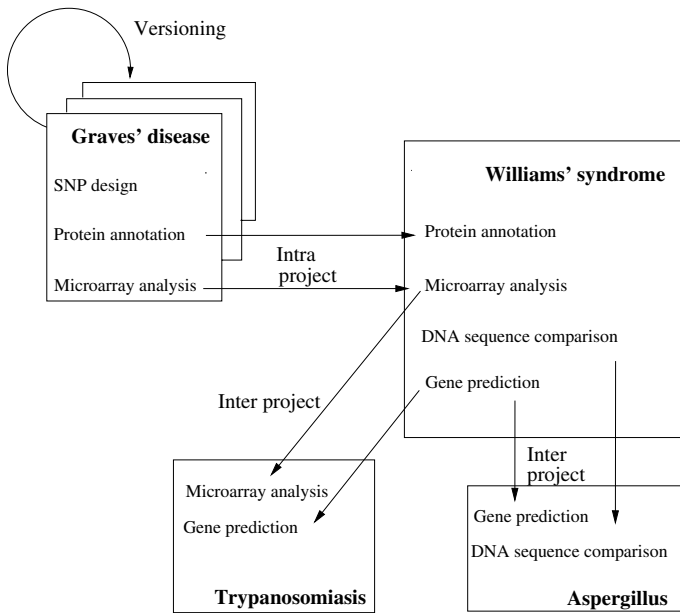 Versioning
Graves' disease
SNP design
Protein annotation
Microarray analysis
Intra
project
Williams' syndrome
Protein annotation
Microarray analysis
DNA sequence comparison
Gene prediction
Inter project
Inter
project
Microarray analysis
Gene prediction
Trypanosomiasis
Gene prediction
DNA sequence comparison
Aspergillus